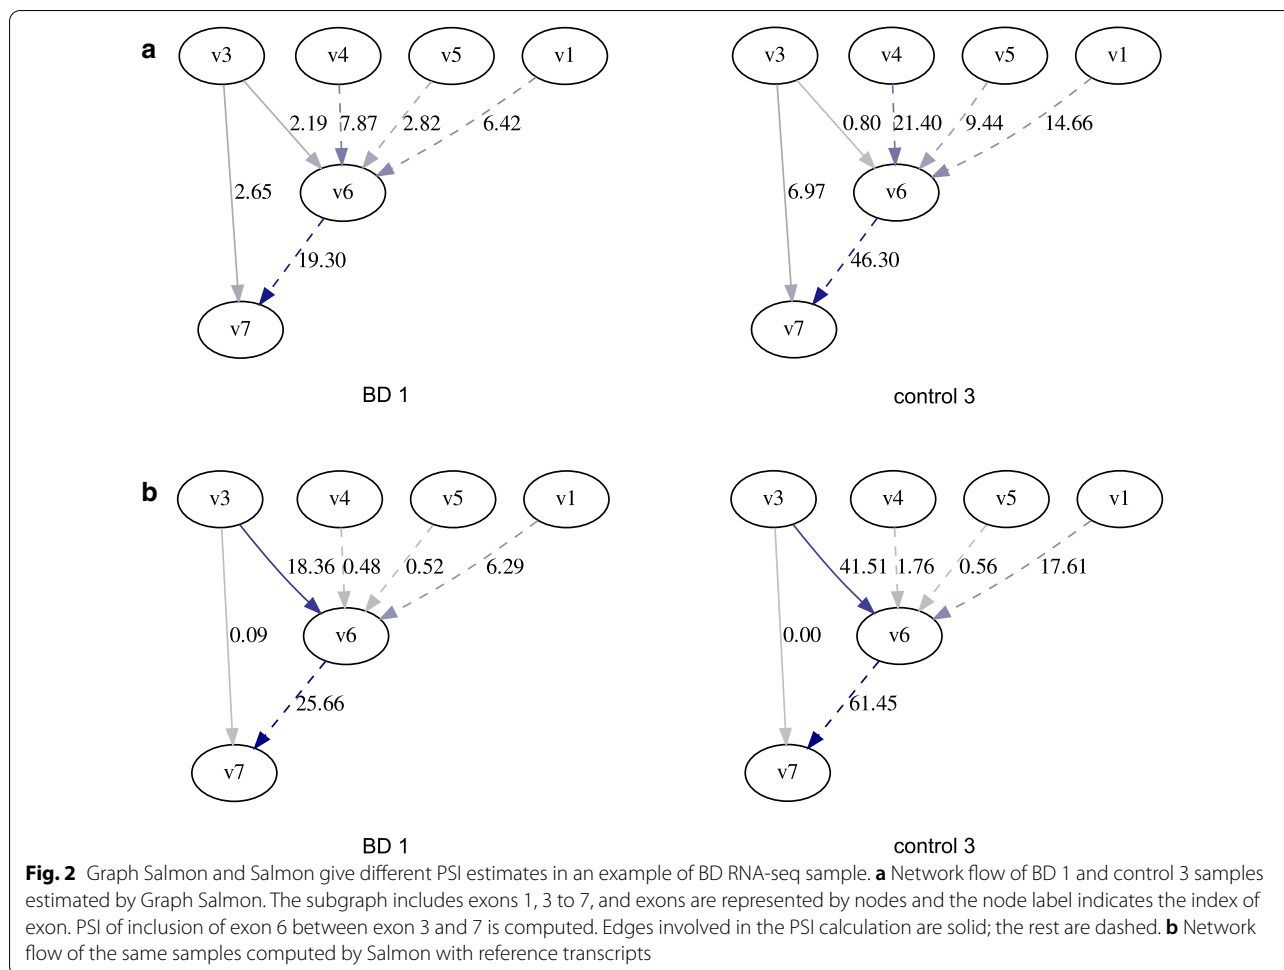 a
v3 v4 v5 v1
2.19 7.87 2.82 6.42
2.65
v6
19.30
v7
BD 1
v3 v4 v5 v1
0.80 21.40 9.44 14.66
6.97
v6
46.30
v7
control 3
b
v3 v4 v5 v1
18.36 0.48 0.52 6.29
0.09
v6
25.66
v7
BD 1
v3 v4 v5 v1
41.51 1.76 0.56 17.61
0.00
v6
61.45
v7
control 3
Fig. 2 Graph Salmon and Salmon give different PSI estimates in an example of BD RNA-seq sample. a Network flow of BD 1 and control 3 samples
estimated by Graph Salmon. The subgraph includes exons 1, 3 to 7, and exons are represented by nodes and the node label indicates the index of
exon. PSI of inclusion of exon 6 between exon 3 and 7 is computed. Edges involved in the PSI calculation are solid; the rest are dashed. b Network
flow of the same samples computed by Salmon with reference transcripts